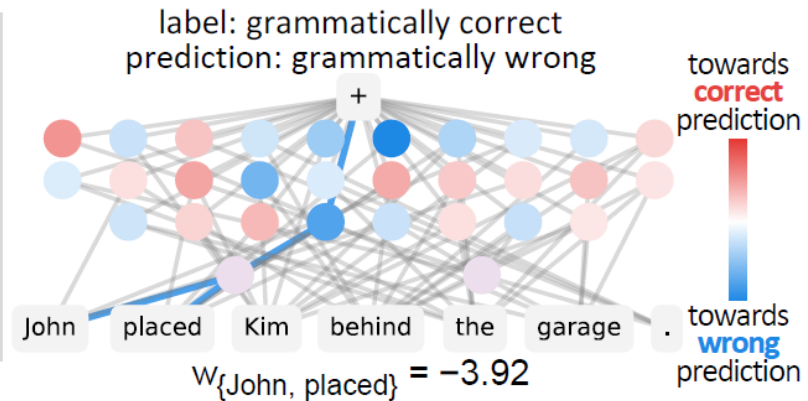 label: grammatically correct
prediction: grammatically wrong
+
towards
correct
prediction
John placed Kim behind the garage .
towards
wrong
prediction
w{John, placed} = −3.92